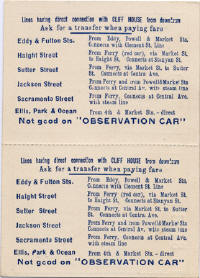 Lines having direct connection with CLIFF HOUSE from downtown
Ask for a transfer when paying fare
Eddy & Fulton Sts. From Eddy, Powell & Market St.
Connects with Clement St. Line
Haight Street From Ferry (red car), via Market St.
to Haight St. Connects at Stanyan St.
Sutter Street From Ferry, via Market St. to Sutter
St. Connects at Central Av.
Jackson Street From Ferry and from Powell & Market Sts
Connects at Central Av. with steam line
Sacramento Street From Ferry. Connects at Central Ave.
with steam line
Ellis, Park & Ocean From 4th & Market Sts. - direct
Not good on "OBSERVATION CAR"
Lines having direct connection with CLIFF HOUSE from downtown
Ask for a transfer when paying fare
Eddy & Fulton Sts. From Eddy, Powell & Market St.
Connects with Clement St. Line
Haight Street From Ferry (red car), via Market St.
to Haight St. Connects at Stanyan St.
Sutter Street From Ferry, via Market St. to Sutter
St. Connects at Central Av.
Jackson Street From Ferry and from Powell & Market Sts
Connects at Central Av. with steam line
Sacramento Street From Ferry. Connects at Central Ave.
with steam line
Ellis, Park & Ocean From 4th & Market Sts. - direct
Not good on "OBSERVATION CAR"